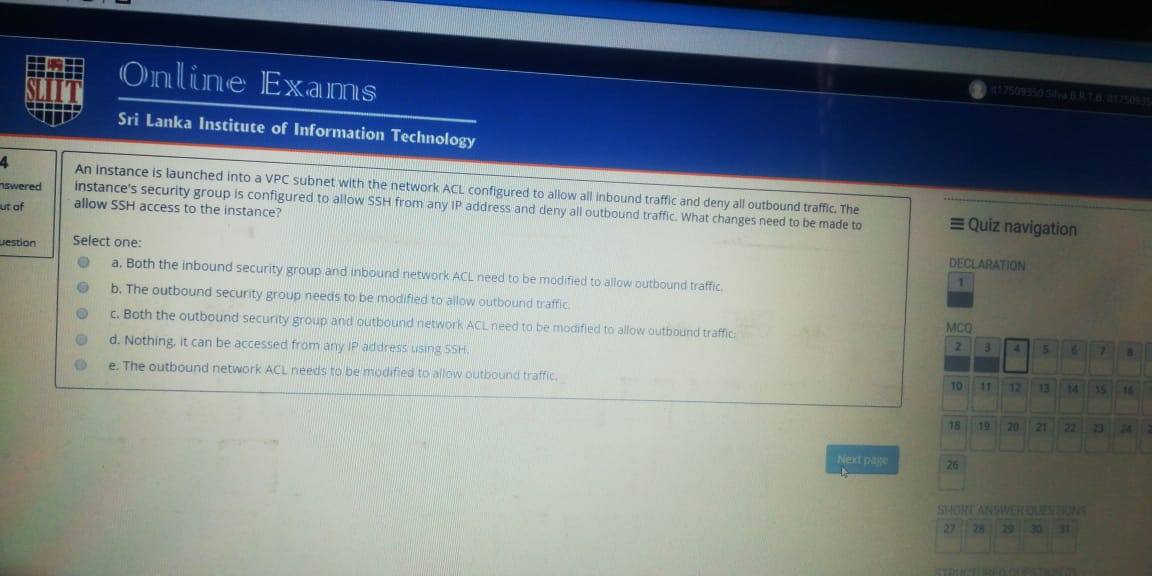 SLIIT
Online Exams
Sri Lanka Institute of Information Technology
it17509350 Silva B.R.T.B. it1750935
4
nswered
ut of
uestion
An instance is launched into a VPC subnet with the network ACL configured to allow all inbound traffic and deny all outbound traffic. The
instance's security group is configured to allow SSH from any IP address and deny all outbound traffic. What changes need to be made to
allow SSH access to the instance?
Select one:
a. Both the inbound security group and inbound network ACL need to be modified to allow outbound traffic.
b. The outbound security group needs to be modified to allow outbound traffic.
c. Both the outbound security group and outbound network ACL need to be modified to allow outbound traffic.
d. Nothing, it can be accessed from any IP address using SSH.
e. The outbound network ACL needs to be modified to allow outbound traffic.
Next page
Quiz navigation
DECLARATION
1
MCQ
2 3 4 5 6 7 8
10 11 12 13 14 15 16
18 19 20 21 22 23 24 2
26
SHORT ANSWER QUESTIONS
27 28 29 30 31